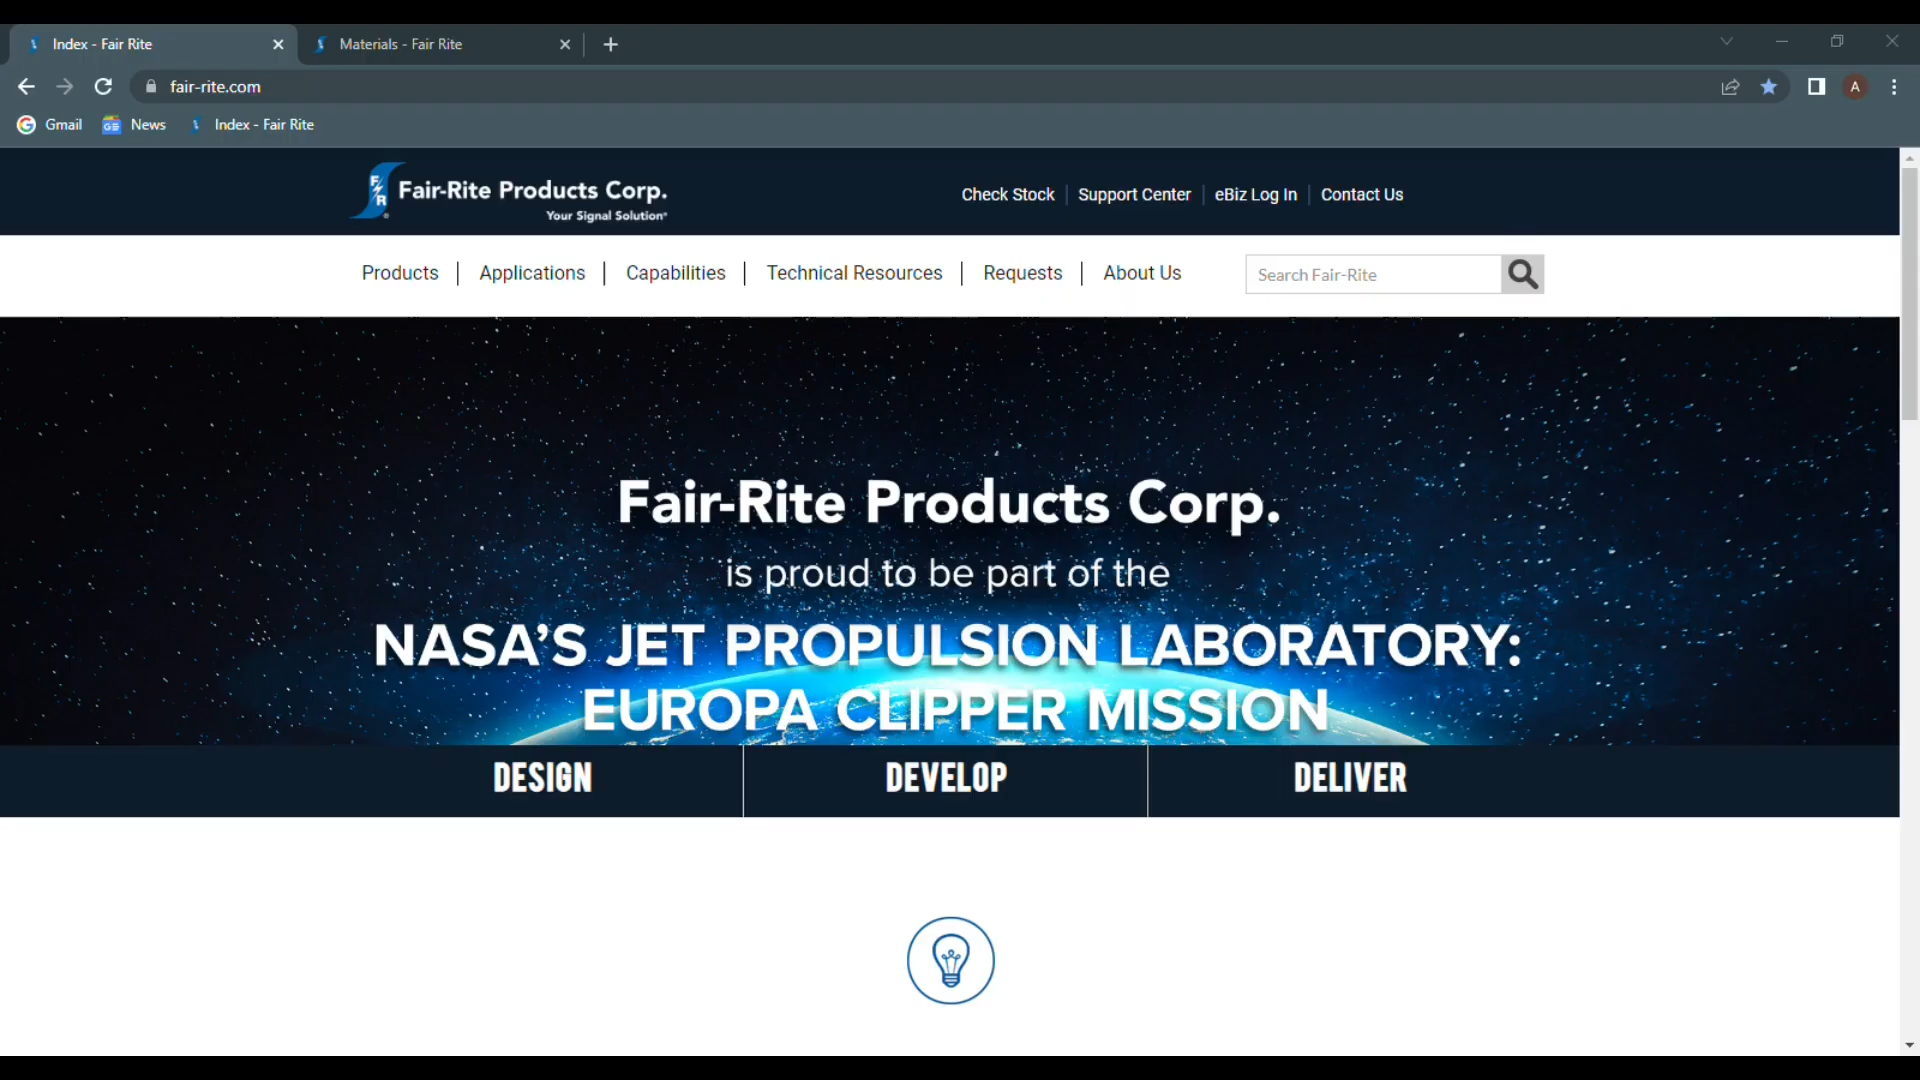 Index - Fair Rite
Materials - Fair Rite
fair-rite.com
A
Gmail
News
Index - Fair Rite
Fair-Rite Products Corp.
Your Signal Solution®
Check Stock
Support Center
eBiz Log In
Contact Us
Products
Applications
Capabilities
Technical Resources
Requests
About Us
Search Fair-Rite
Fair-Rite Products Corp.
is proud to be part of the
NASA'S JET PROPULSION LABORATORY:
EUROPA CLIPPER MISSION
DESIGN
DEVELOP
DELIVER